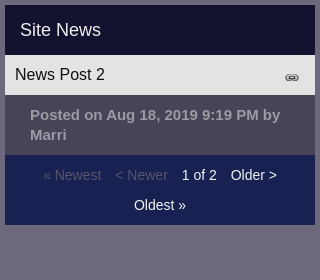 Site News
News Post 2
Posted on Aug 18, 2019 9:19 PM by
Marri
« Newest < Newer 1 of 2 Older >
Oldest »